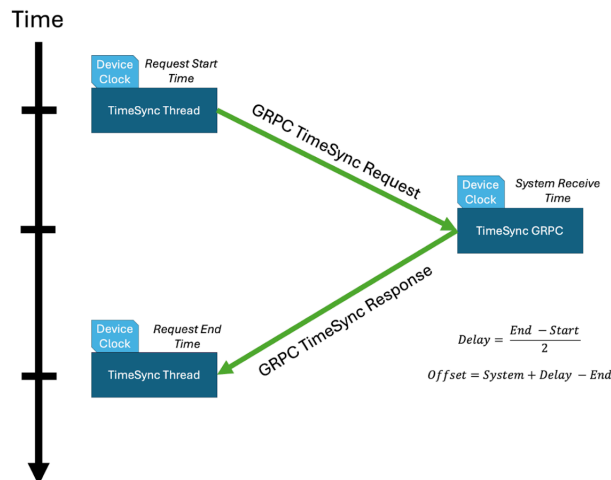 Time
Device
Clock
Request Start
Time
TimeSync Thread
GRPC TimeSync Request
Device
Clock
System Receive
Time
TimeSync GRPC
GRPC TimeSync Response
Device
Clock
Request End
Time
TimeSync Thread
Delay = End − Start / 2
Offset = System + Delay − End